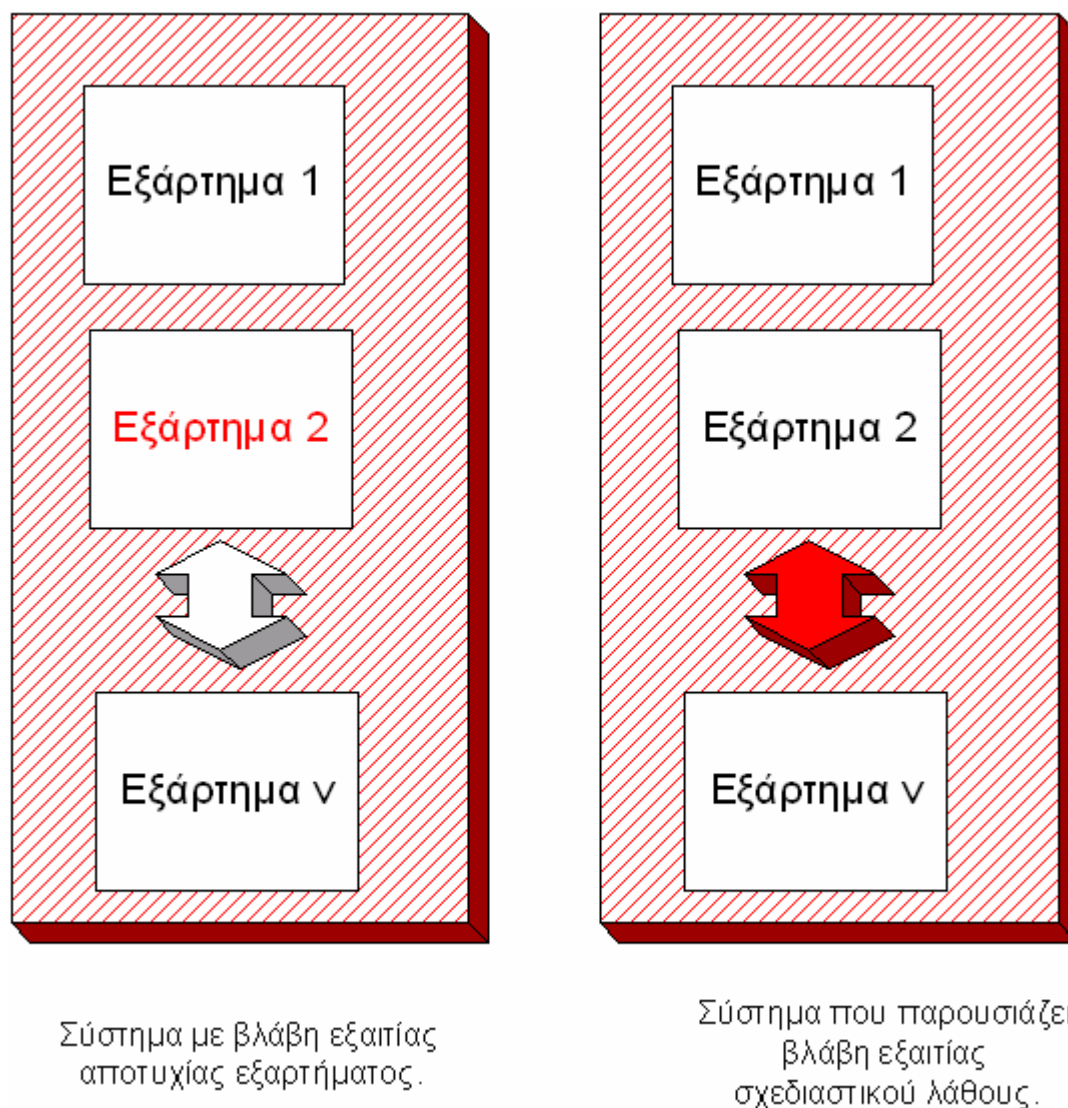 Εξάρτημα 1
Εξάρτημα 2
Εξάρτημα ν
Σύστημα με βλάβη εξαιτίας
αποτυχίας εξαρτήματος.
Εξάρτημα 1
Εξάρτημα 2
Εξάρτημα ν
Σύστημα που παρουσιάζει
βλάβη εξαιτίας
σχεδιαστικού λάθους.